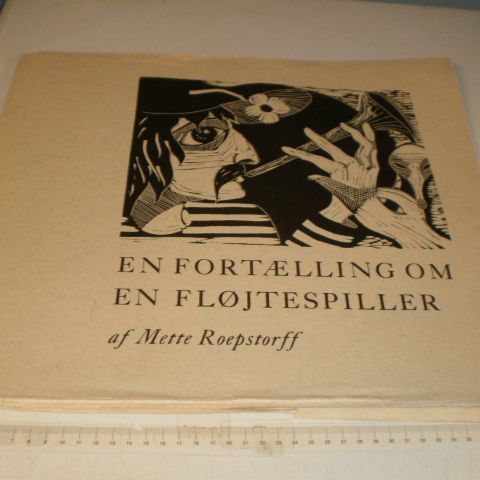 EN FORTÆLLING OM
EN FLØJTESPILLER
af Mette Roepstorff